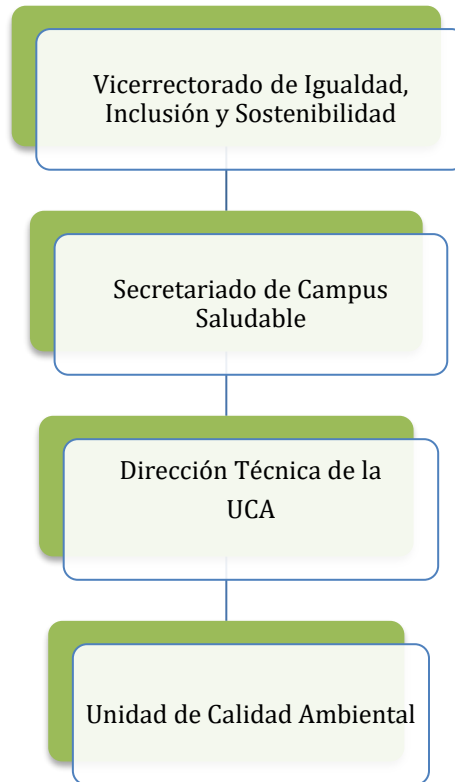 Vicerrectorado de Igualdad,
Inclusión y Sostenibilidad
Secretariado de Campus
Saludable
Dirección Técnica de la
UCA
Unidad de Calidad Ambiental